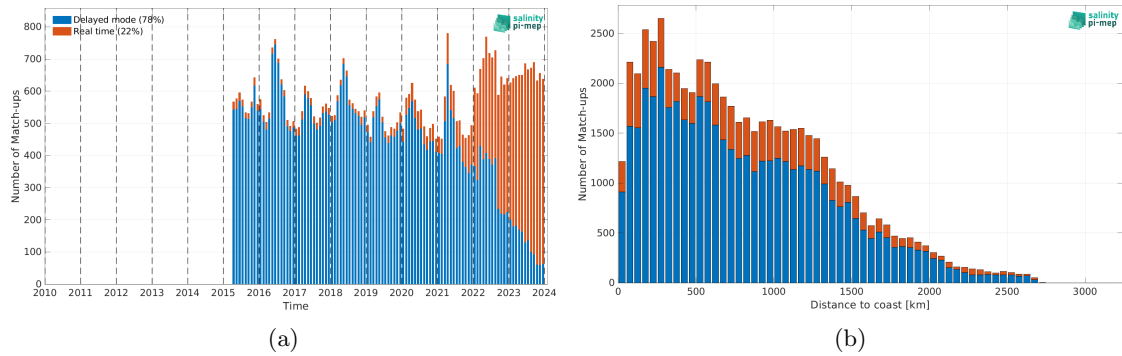 Delayed mode (78%)
Real time (22%)
salinity
pi-mep
Number of Match-ups
800
700
600
500
400
300
200
100
0
2010 2011 2012 2013 2014 2015 2016 2017 2018 2019 2020 2021 2022 2023 2024
Time
(a)
salinity
pi-mep
Number of Match-ups
2500
2000
1500
1000
500
0
0 500 1000 1500 2000 2500 3000
Distance to coast [km]
(b)